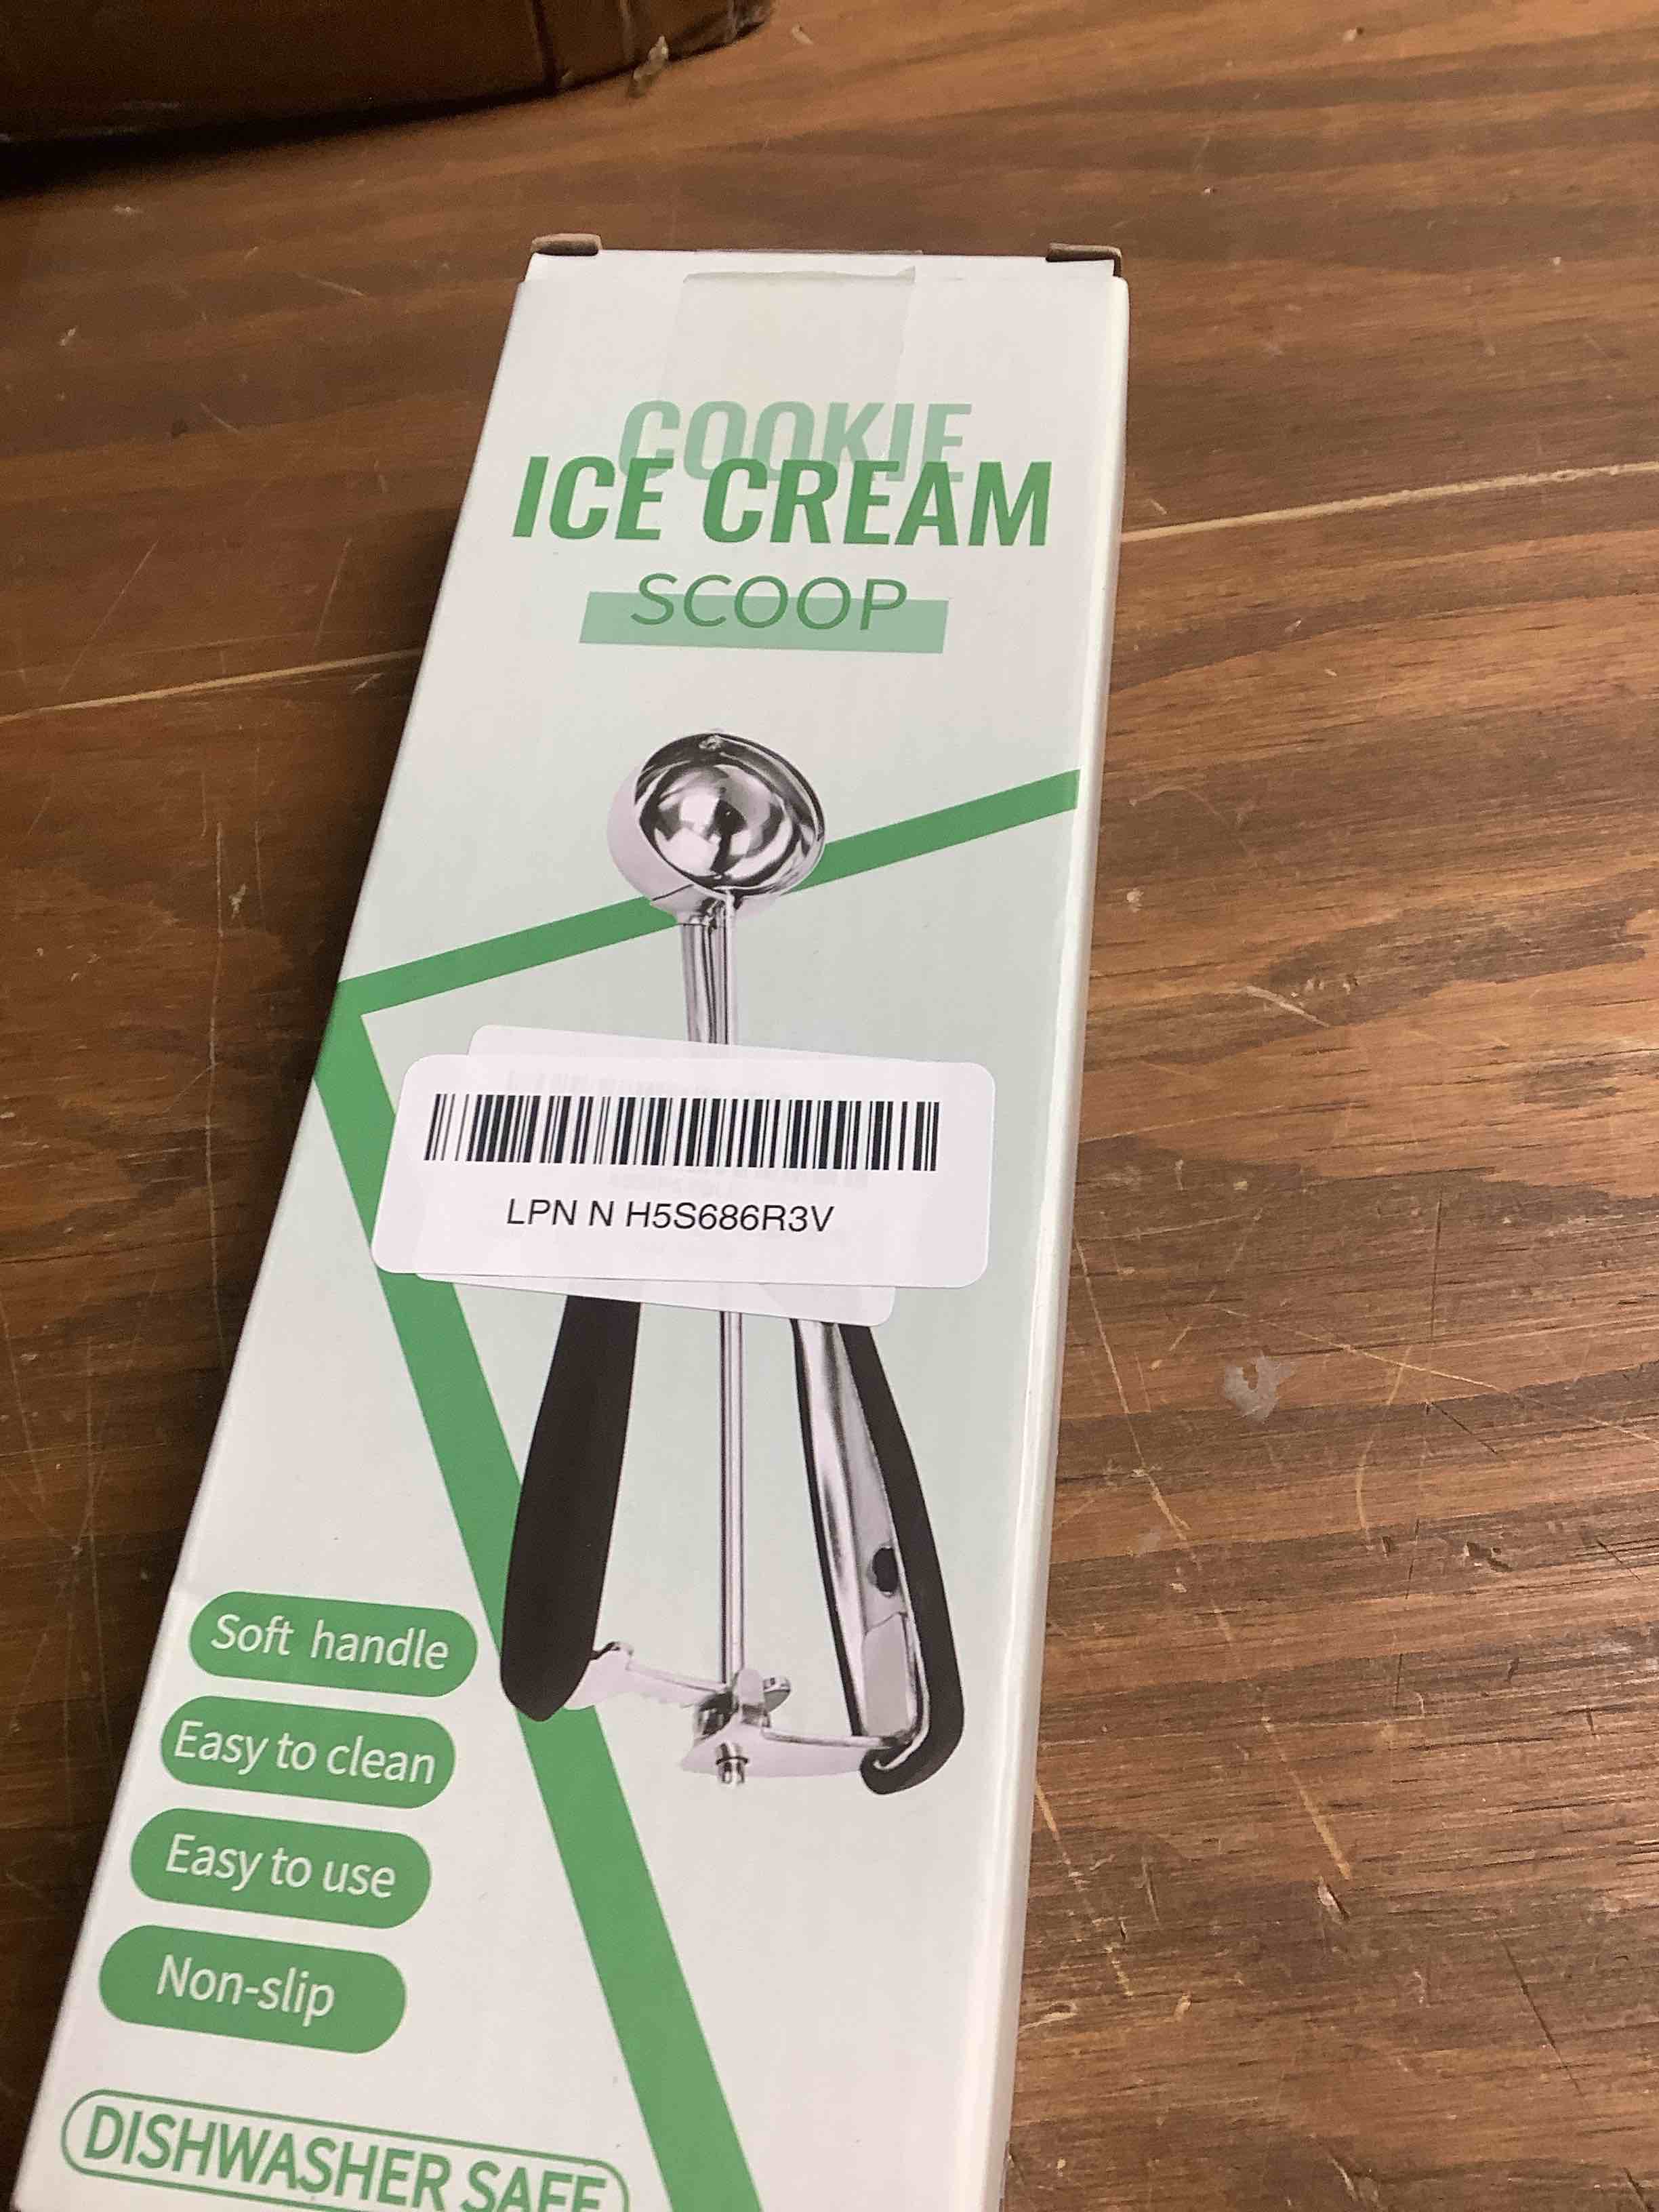 COOKIE
ICE CREAM
SCOOP
LPN N H5S686R3V
Soft handle
Easy to clean
Easy to use
Non-slip
DISHWASHER SAFE